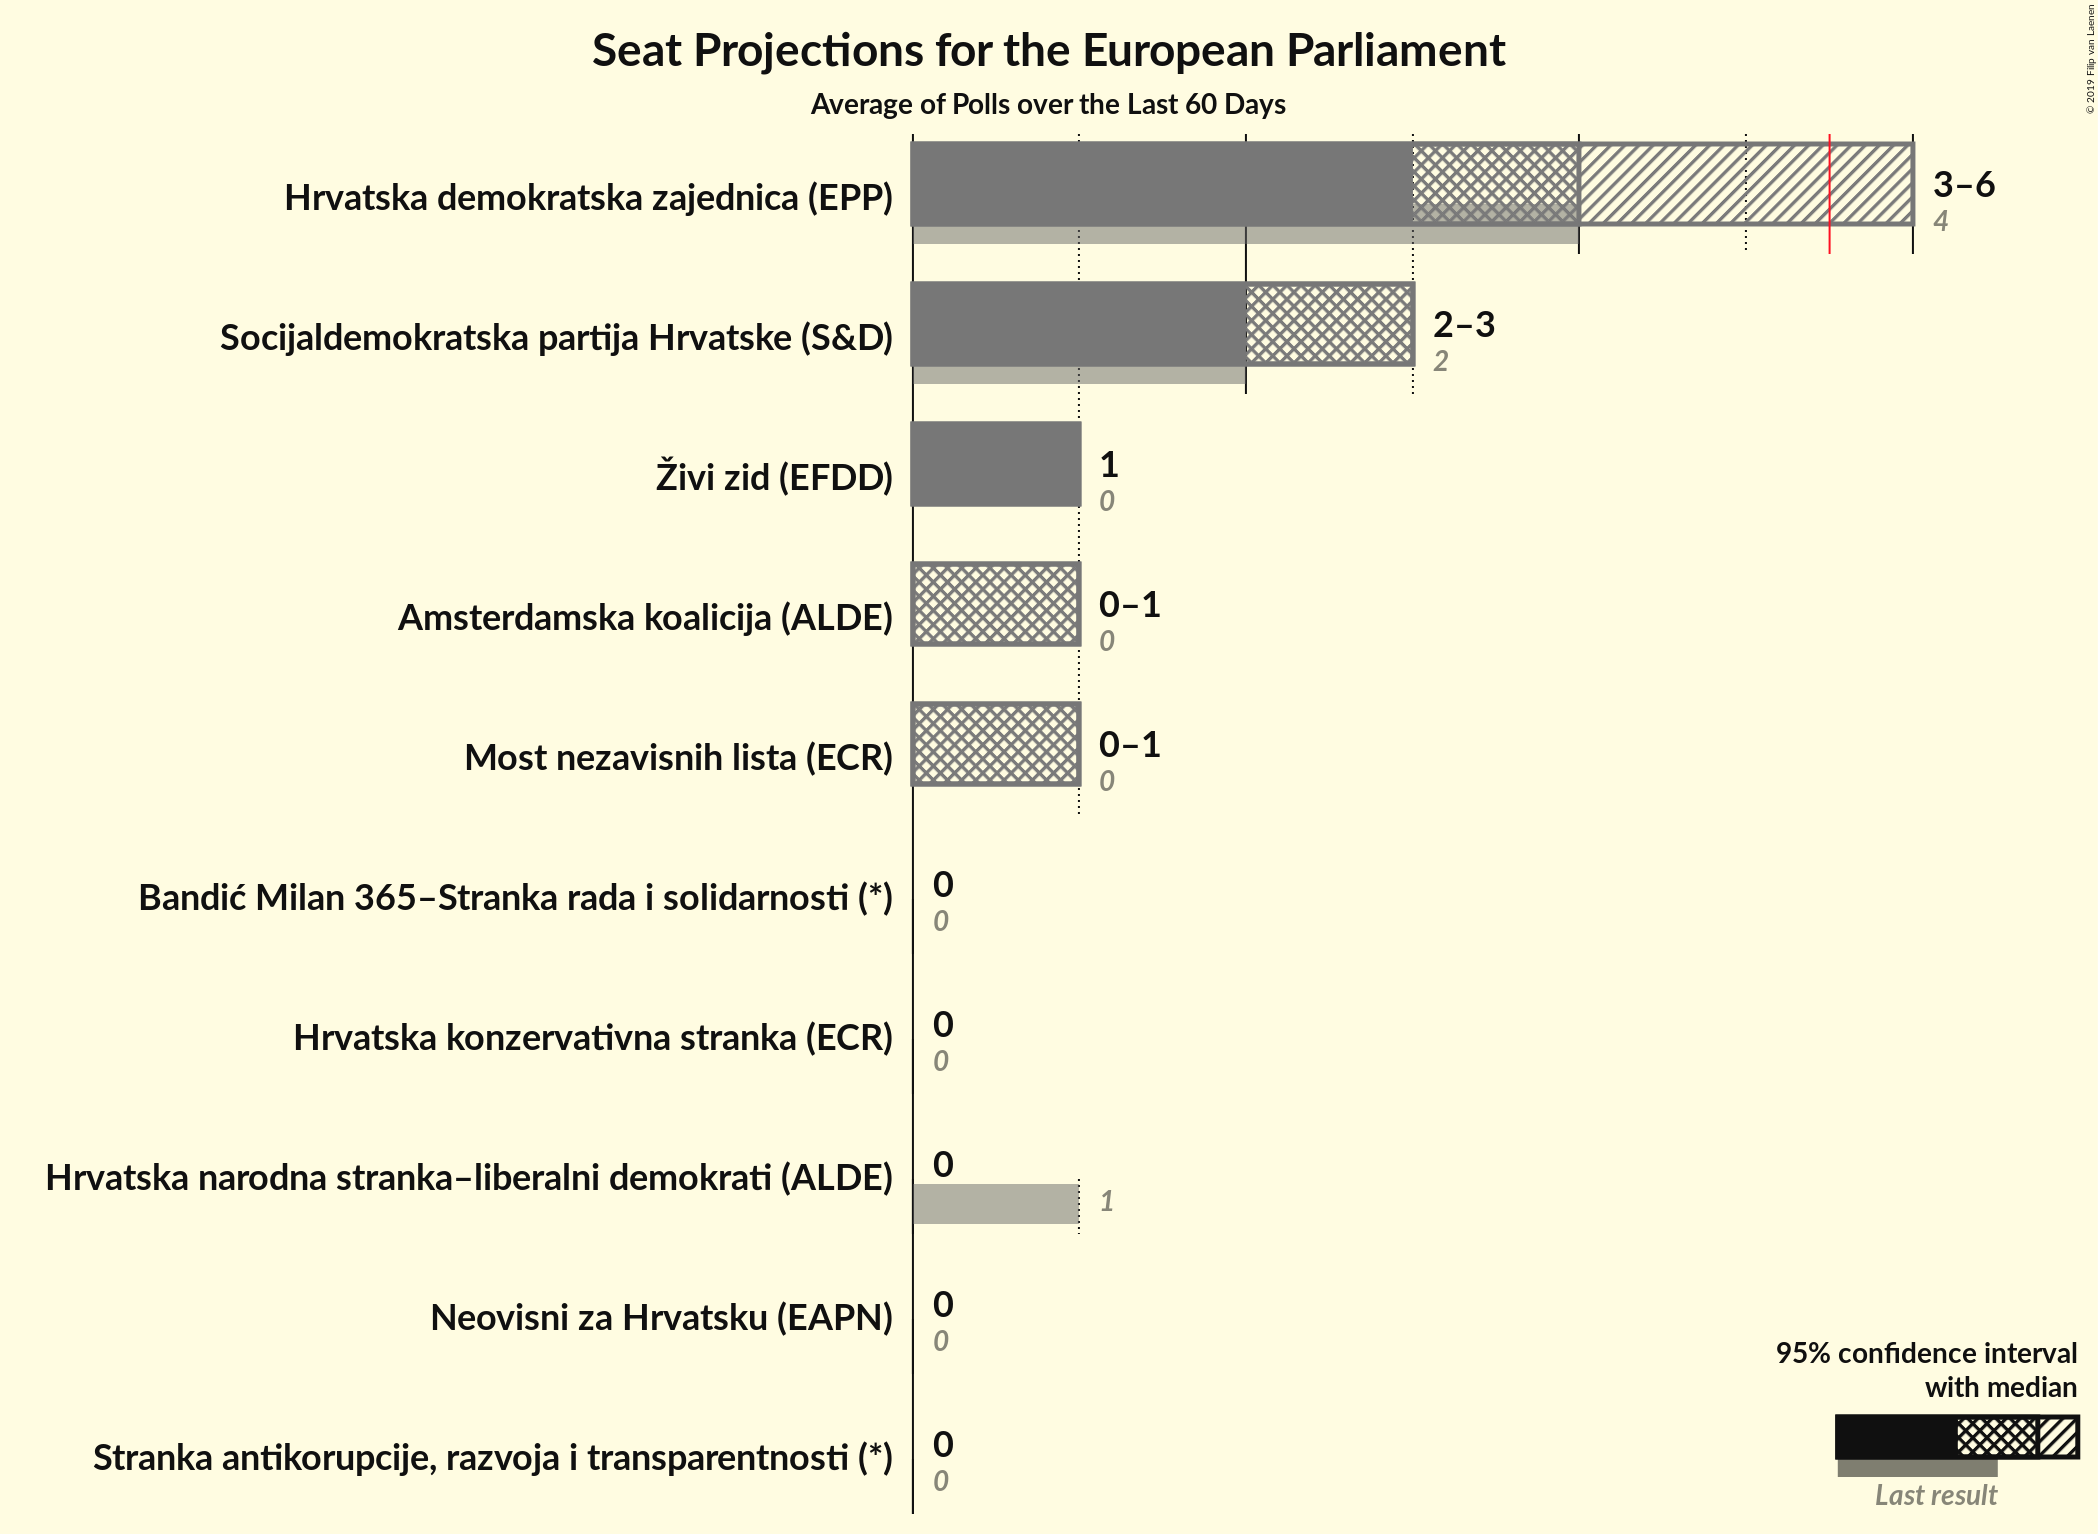 Seat Projections for the European Parliament
Average of Polls over the Last 60 Days
© 2019 Filip van Laenen
Hrvatska demokratska zajednica (EPP)
3–6
4
Socijaldemokratska partija Hrvatske (S&D)
2–3
2
Živi zid (EFDD)
1
0
Amsterdamska koalicija (ALDE)
0–1
0
Most nezavisnih lista (ECR)
0–1
0
Bandić Milan 365–Stranka rada i solidarnosti (*)
0
0
Hrvatska konzervativna stranka (ECR)
0
0
Hrvatska narodna stranka–liberalni demokrati (ALDE)
0
1
Neovisni za Hrvatsku (EAPN)
0
0
Stranka antikorupcije, razvoja i transparentnosti (*)
0
0
95% confidence interval
with median
Last result